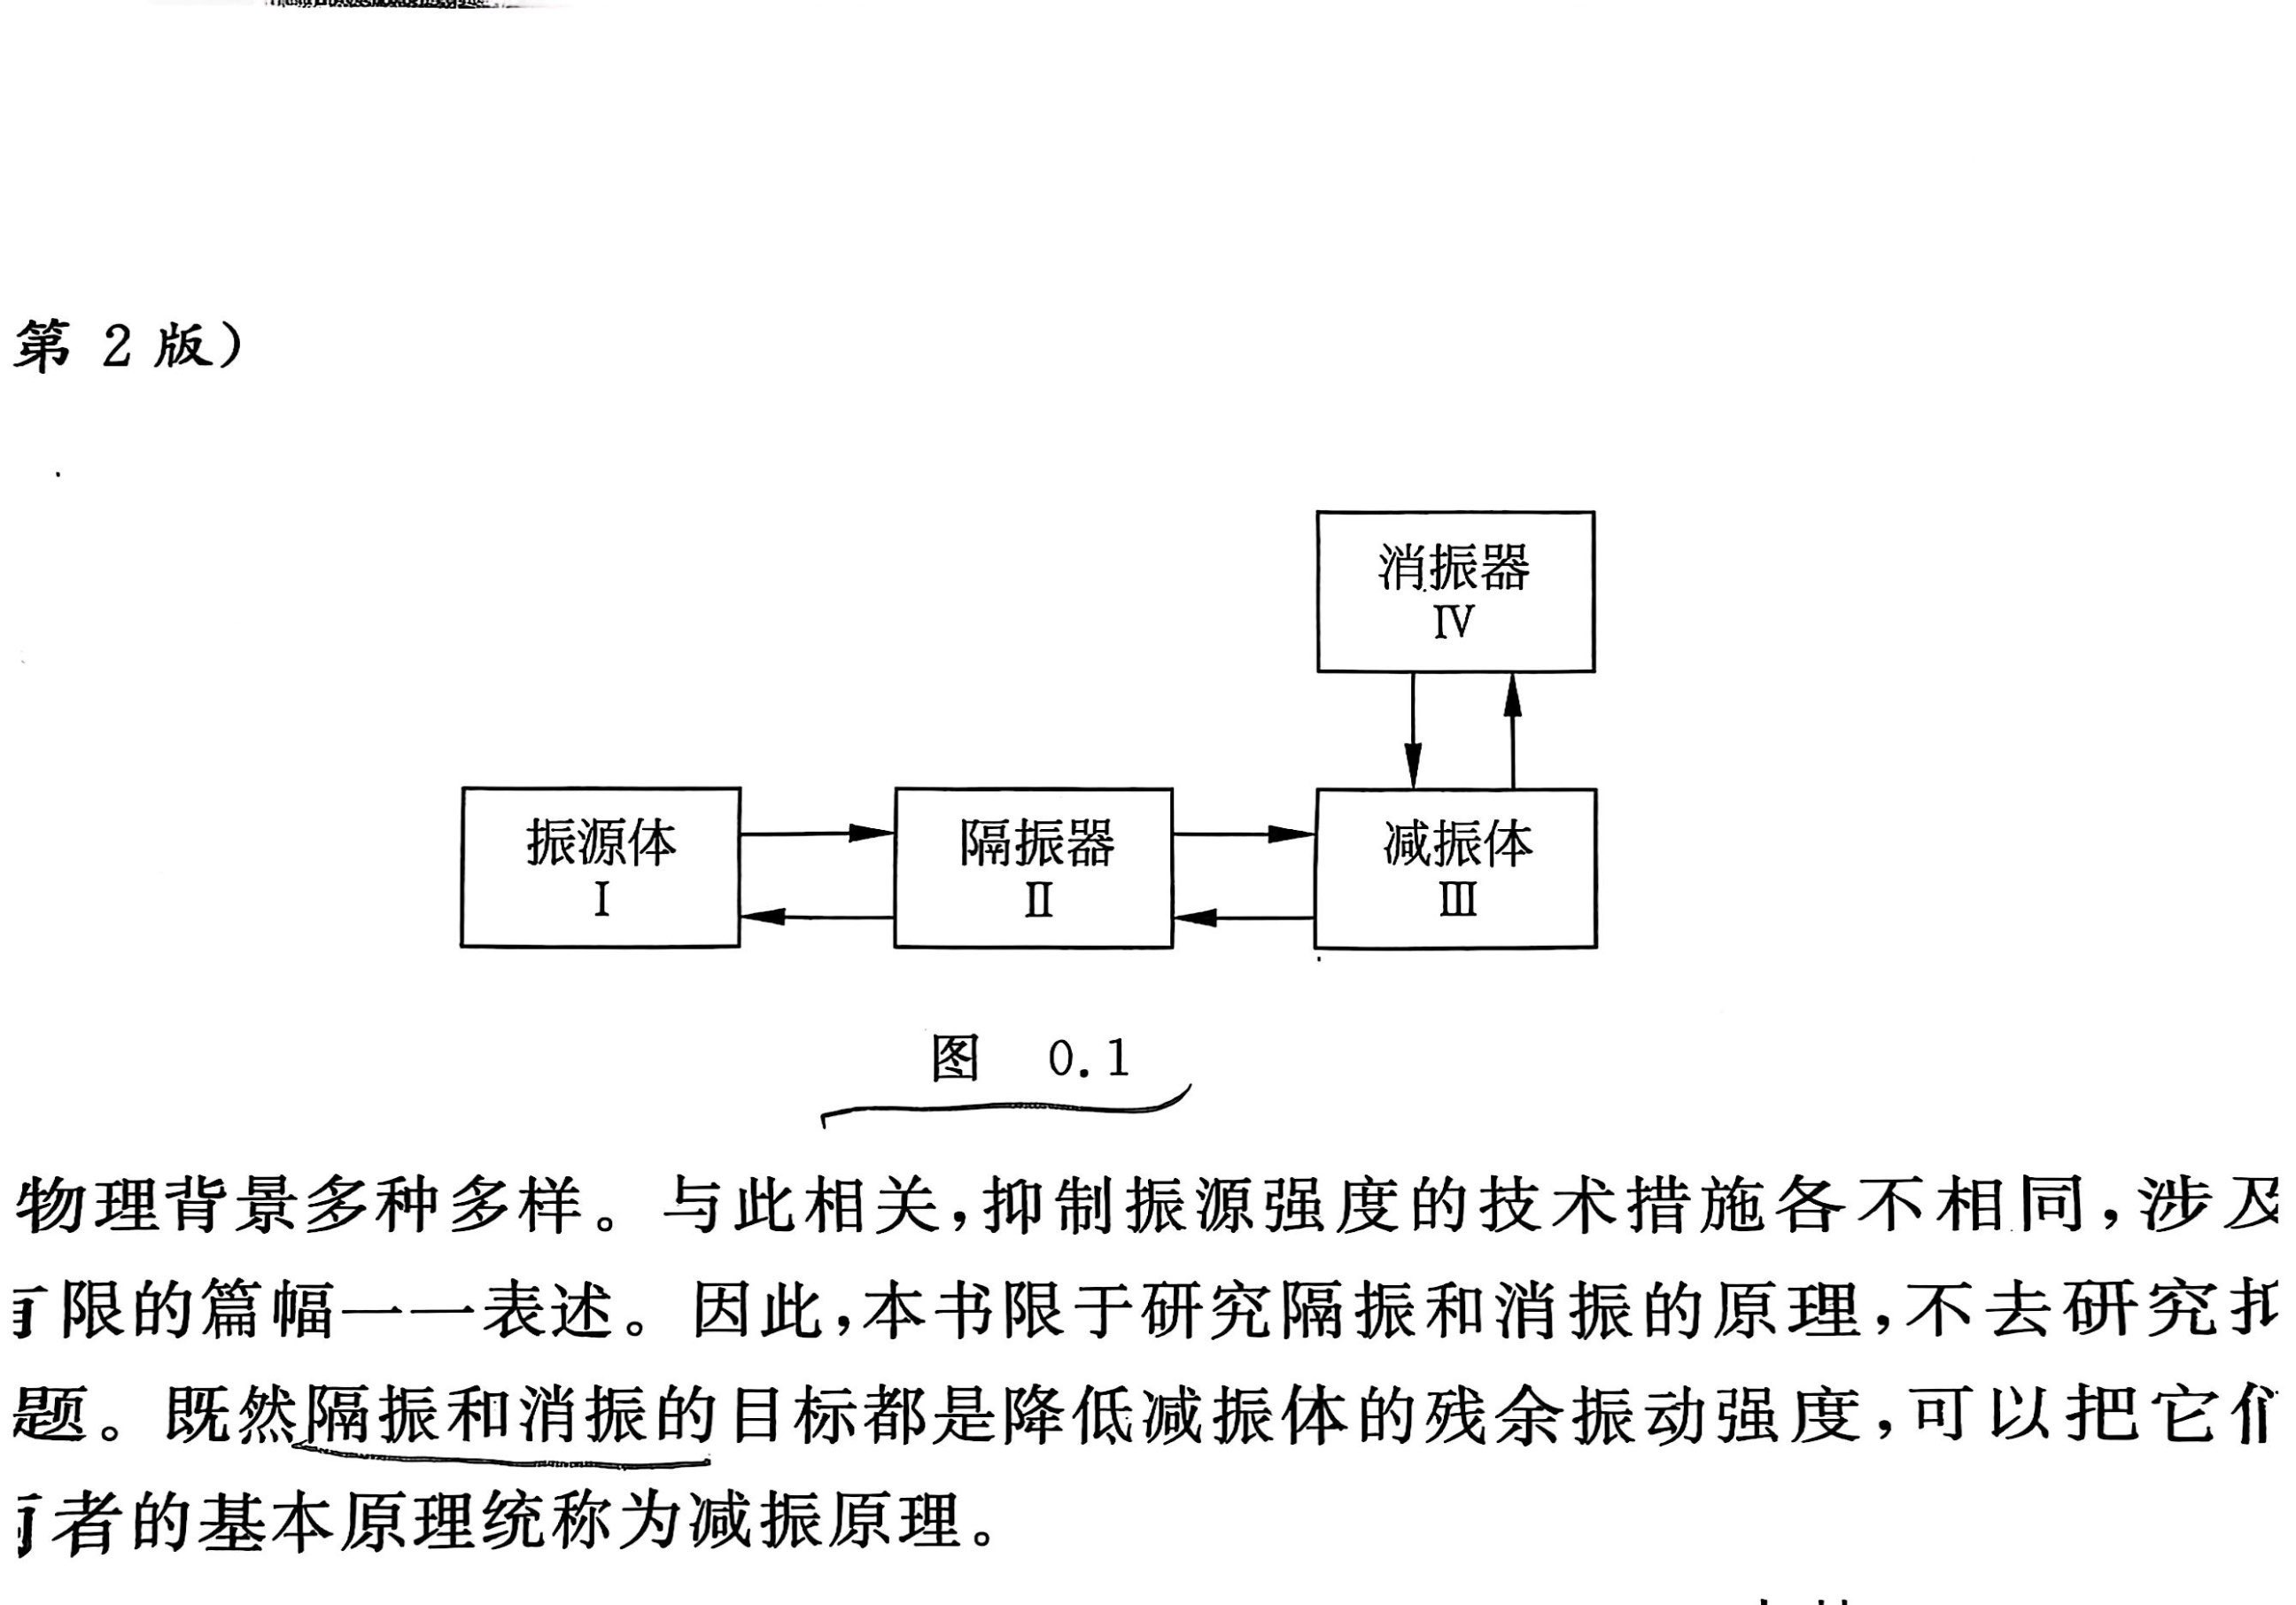 第 2 版)
消振器
Ⅳ
振源体
Ⅰ
隔振器
Ⅱ
减振体
Ⅲ
图 0.1
物理背景多种多样。与此相关,抑制振源强度的技术措施各不相同,涉及
限的篇幅一一表述。因此,本书限于研究隔振和消振的原理,不去研究
题。既然隔振和消振的目标都是降低减振体的残余振动强度,可以把它们
者的基本原理统称为减振原理。